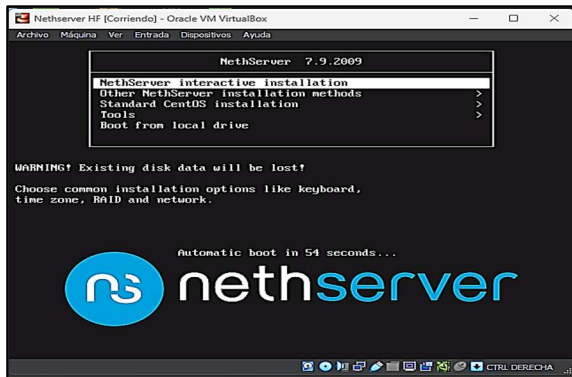 Nethserver HF [Corriendo] - Oracle VM VirtualBox
Archivo Máquina Ver Entrada Dispositivos Ayuda
NethServer 7.9.2009
NethServer interactive installation
Other NethServer installation methods >
Standard CentOS installation >
Tools >
Boot from local drive
WARNING! Existing disk data will be lost!
Choose common installation options like keyboard,
time zone, RAID and network.
Automatic boot in 54 seconds...
ns nethserver
CTRL DERECHA